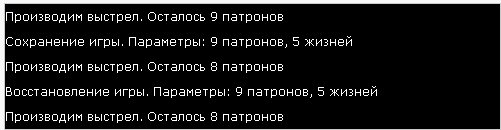 Производим выстрел. Осталось 9 патронов
Сохранение игры. Параметры: 9 патронов, 5 жизней
Производим выстрел. Осталось 8 патронов
Восстановление игры. Параметры: 9 патронов, 5 жизней
Производим выстрел. Осталось 8 патронов